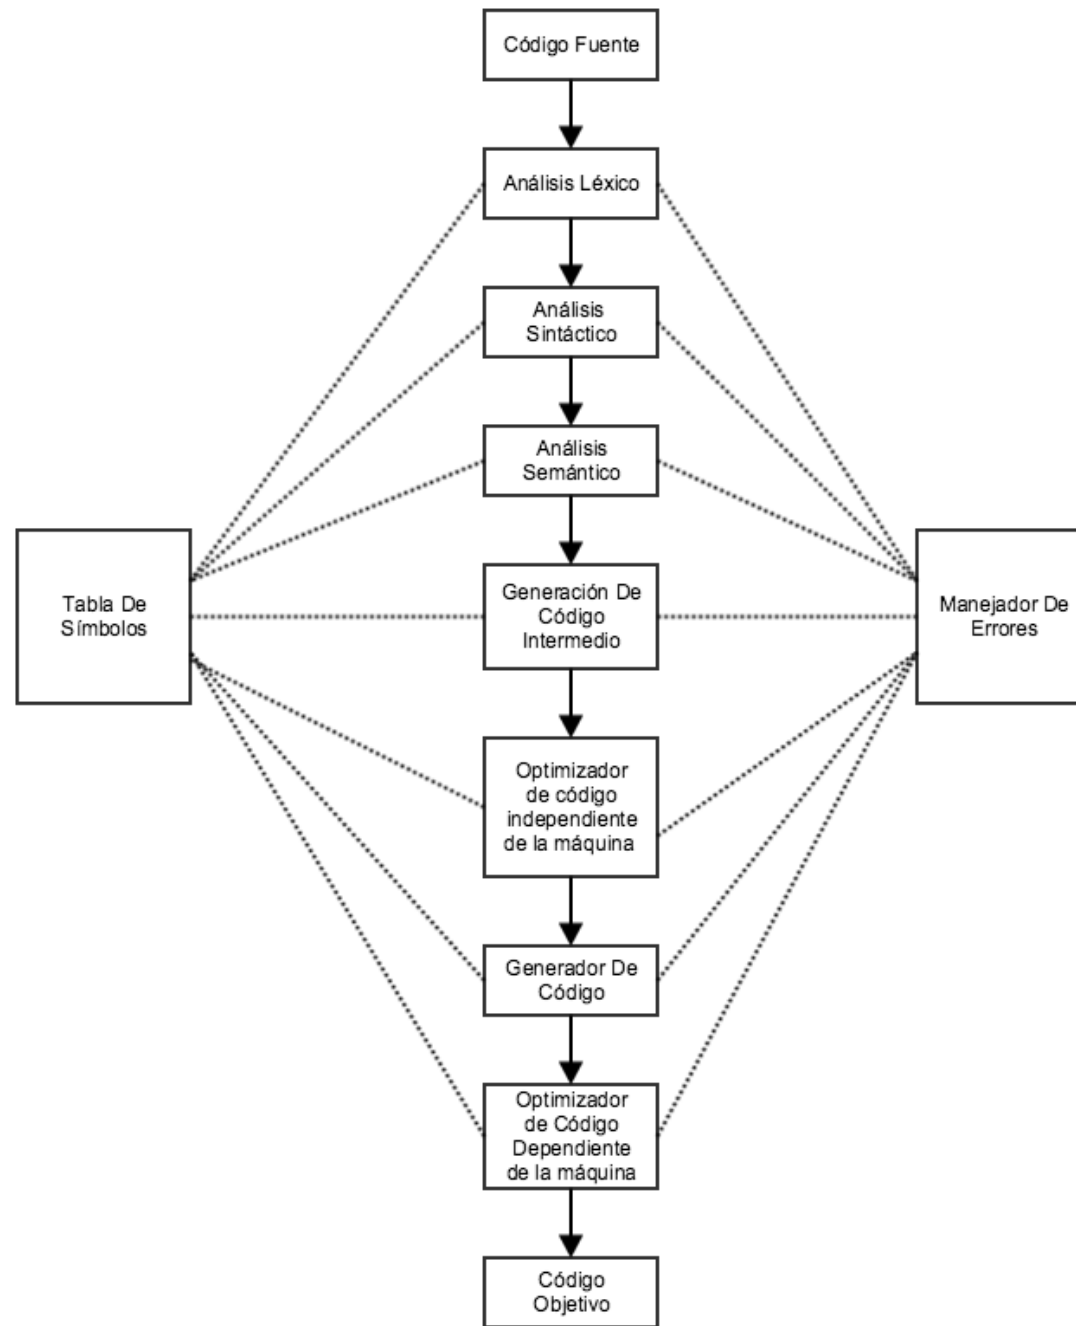 Código Fuente
Análisis Léxico
Análisis
Sintáctico
Análisis
Semántico
Tabla De
Símbolos
Generación De
Código
Intermedio
Manejador De
Errores
Optimizador
de código
independiente
de la máquina
Generador De
Código
Optimizador
de Código
Dependiente
de la máquina
Código
Objetivo